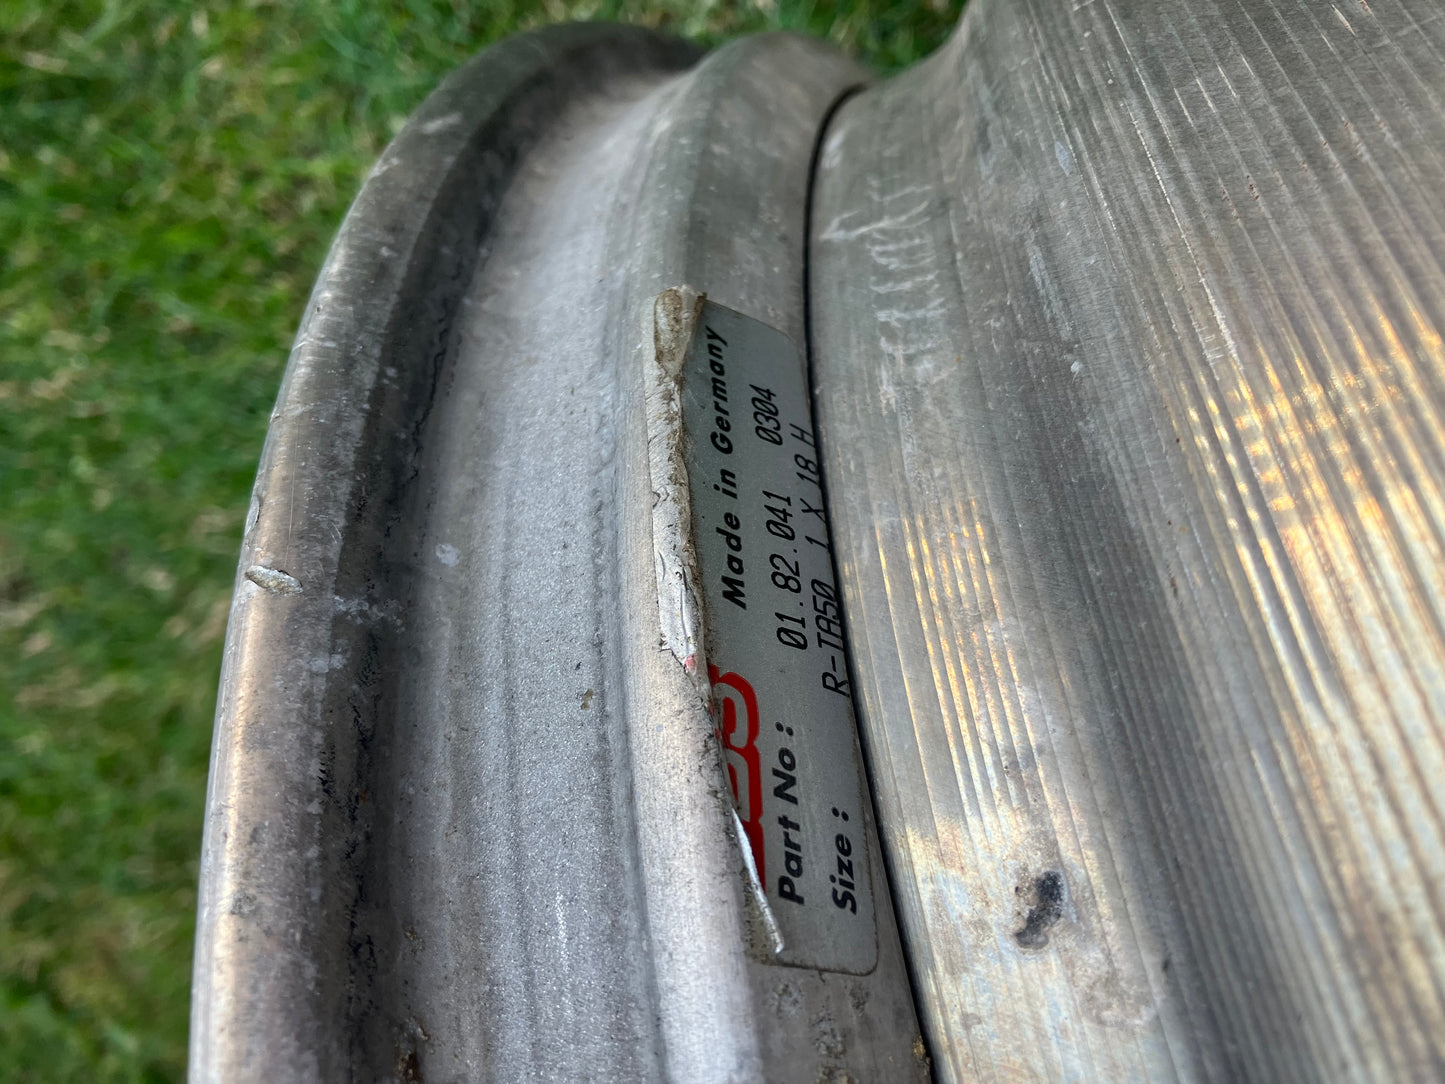 Made in Germany
Part No : 01.82.041 0304
Size : R-TA50 1 X 18 H